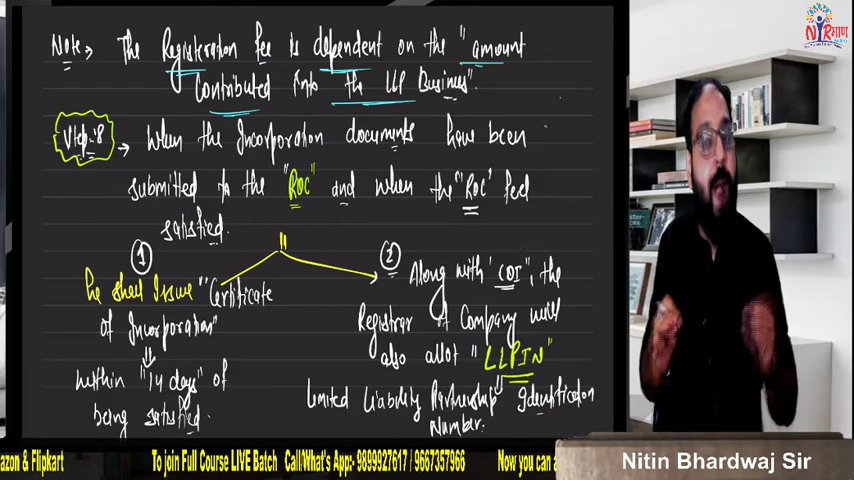 Note → The Registeration fee is dependent on the "amount
Contributed into the LLP Business".
Step :- 8 → When the Incorporation documents have been
submitted to the "ROC" and when the "ROC" feel
satisfied.
①
he shall Issue "Certificate
of Incorporation"
within "14 days" of
being satisfied.
②
Along with "COI", the
Registrar of Company will
also allot "LLPIN"
Limited Liability Partnership Identification
Number.
NIRमाण
azon & Flipkart To join Full Course LIVE Batch Call/What's App:- 9899927617 / 9667357966 Now you can a
Nitin Bhardwaj Sir